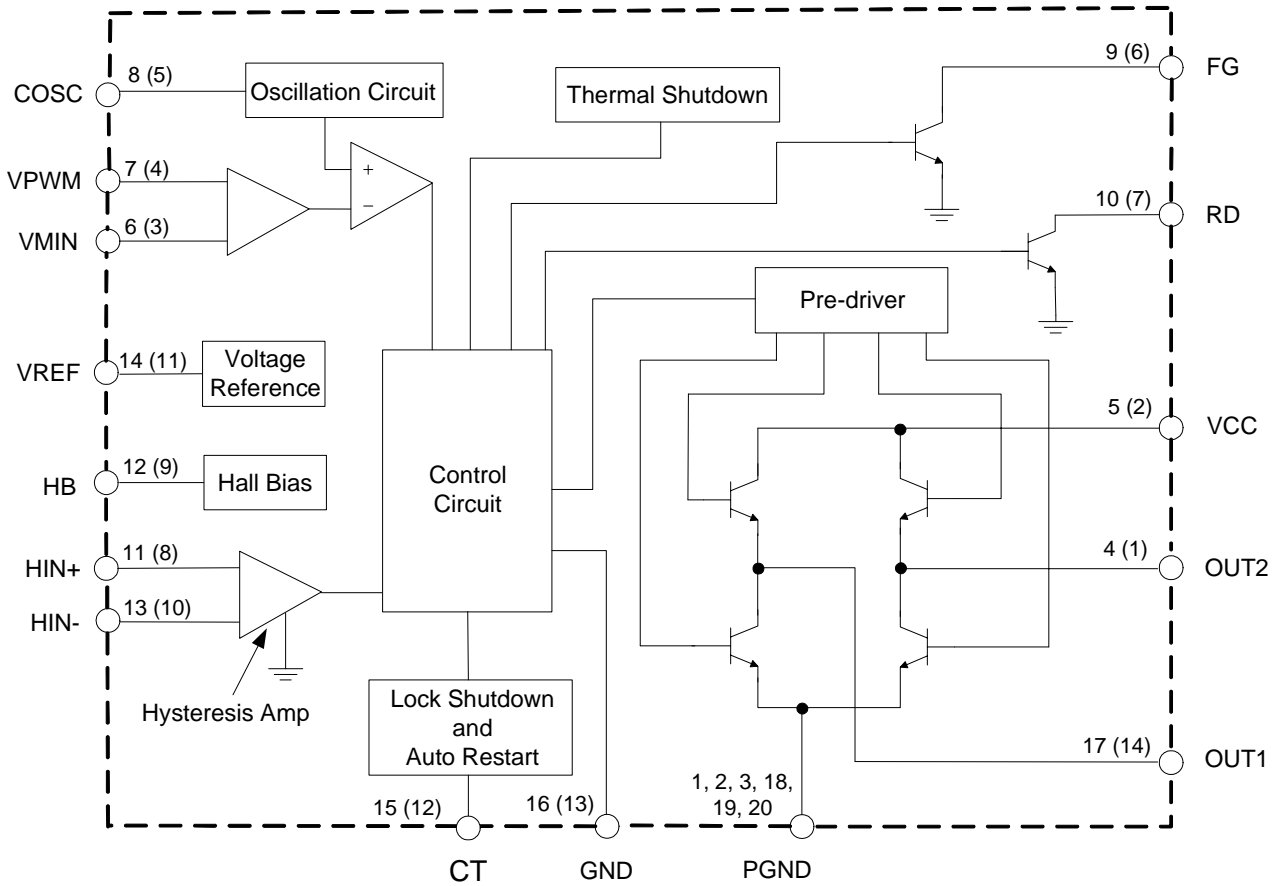 8 (5)
COSC
Oscillation Circuit
Thermal Shutdown
9 (6)
FG
VPWM
7 (4)
+
−
VMIN
6 (3)
10 (7)
RD
Pre-driver
VREF
14 (11)
Voltage
Reference
5 (2)
VCC
HB
12 (9)
Hall Bias
Control
Circuit
HIN+
11 (8)
4 (1)
OUT2
HIN-
13 (10)
Hysteresis Amp
Lock Shutdown
and
Auto Restart
17 (14)
OUT1
15 (12)
16 (13)
1, 2, 3, 18,
19, 20
CT
GND
PGND